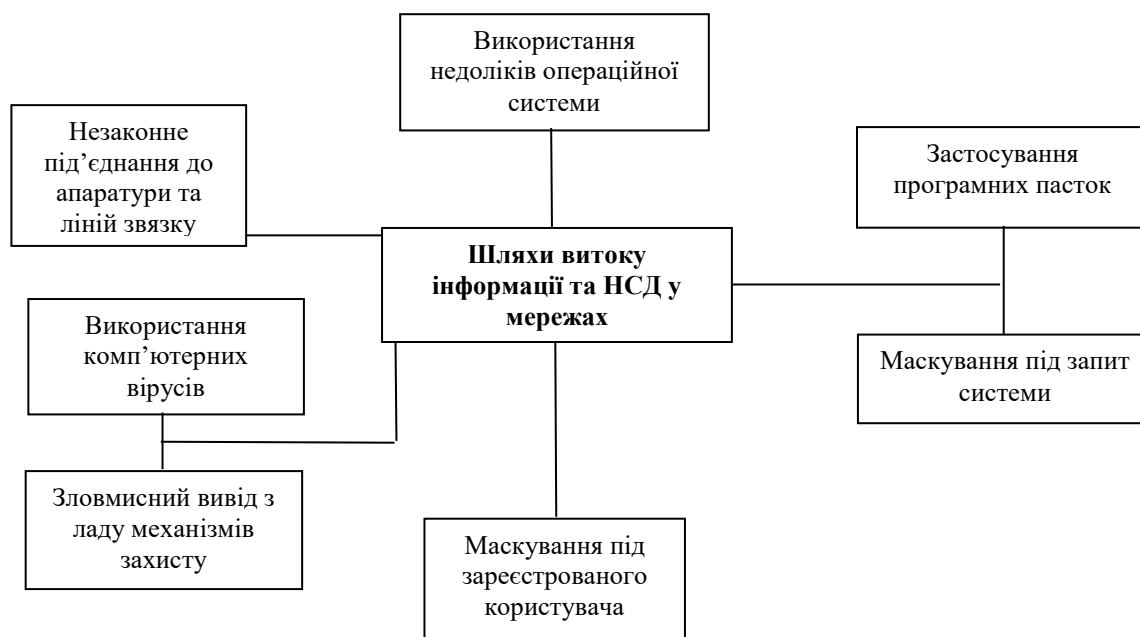 Використання
недоліків операційної
системи
Незаконне
під’єднання до
апаратури та
ліній звязку
Застосування
програмних пасток
Шляхи витоку
інформації та НСД у
мережах
Використання
комп’ютерних
вірусів
Маскування під запит
системи
Зловмисний вивід з
ладу механізмів
захисту
Маскування під
зареєстрованого
користувача